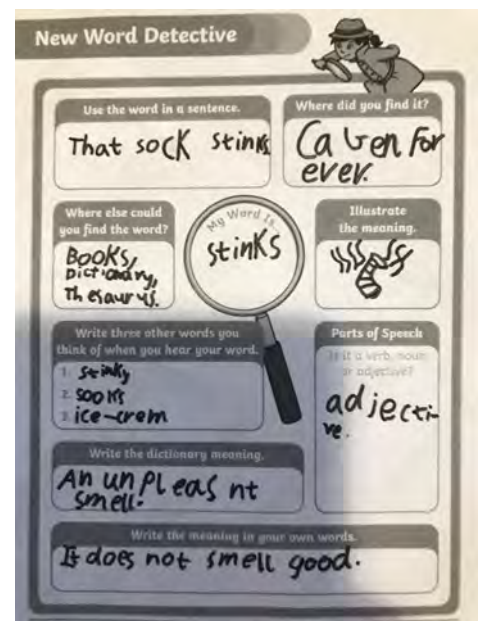 New Word Detective
Use the word in a sentence.
That sock stinks
Where did you find it?
Ca ven for
ever.
Where else could
you find the word?
Books,
Dictionary,
Thesaurus.
My Word Is...
stinks
Illustrate
the meaning.
Write three other words you
think of when you hear your word.
1. stinky
2. sooks
3. ice-crem
Parts of Speech
Is it a verb, noun
or adjective?
adjecti-
ve.
Write the dictionary meaning.
An unpleas nt
smell.
Write the meaning in your own words.
It does not smell good.